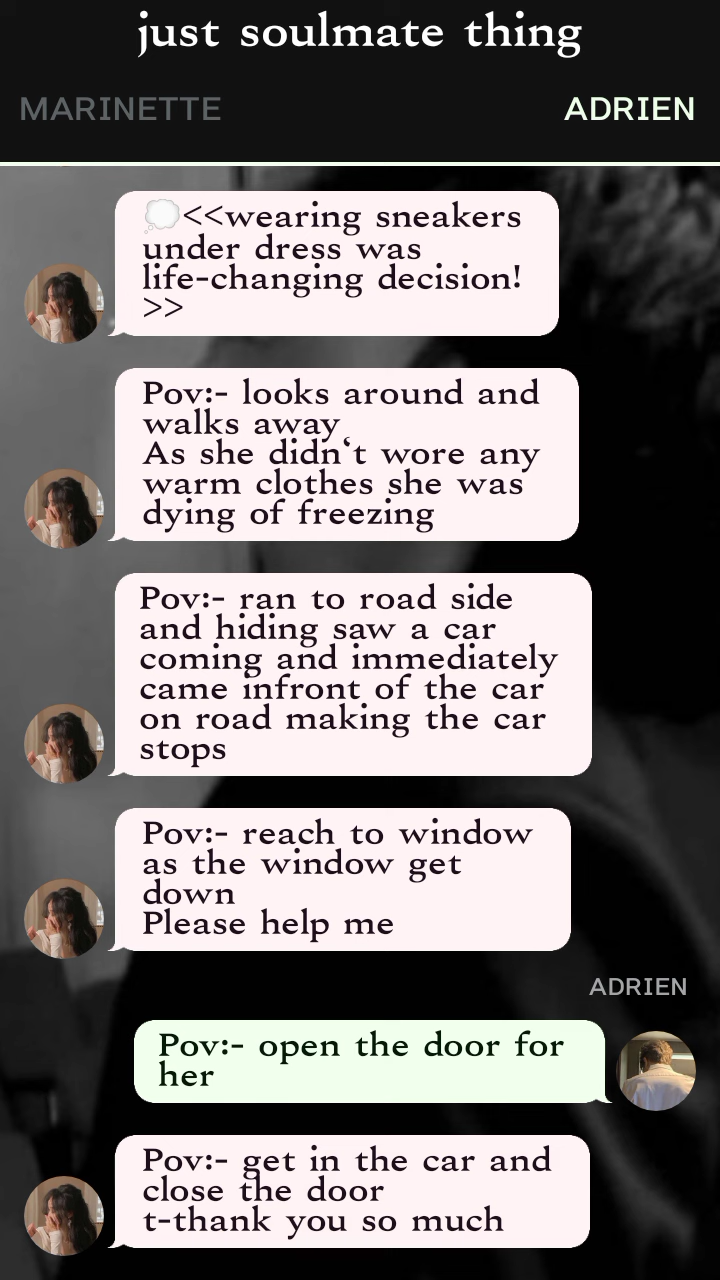 just soulmate thing
MARINETTE
ADRIEN
💭<<wearing sneakers
under dress was
life-changing decision!
>>
Pov:- looks around and
walks away
As she didn‘t wore any
warm clothes she was
dying of freezing
Pov:- ran to road side
and hiding saw a car
coming and immediately
came infront of the car
on road making the car
stops
Pov:- reach to window
as the window get
down
Please help me
ADRIEN
Pov:- open the door for
her
Pov:- get in the car and
close the door
t-thank you so much